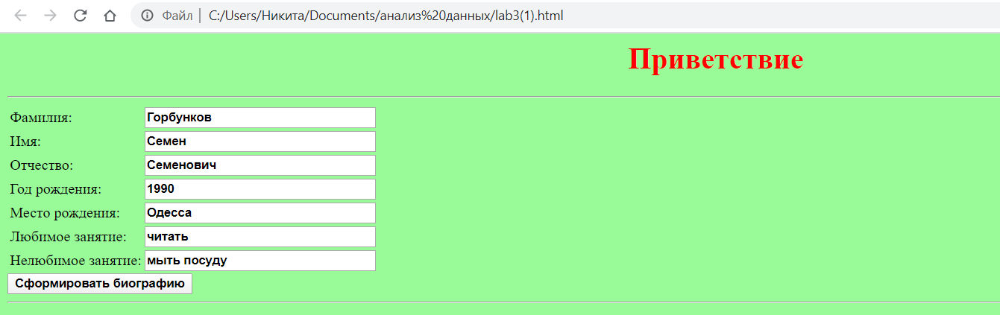 Файл | C:/Users/Никита/Documents/анализ%20данных/lab3(1).html
Приветствие
Фамилия: Горбунков
Имя: Семен
Отчество: Семенович
Год рождения: 1990
Место рождения: Одесса
Любимое занятие: читать
Нелюбимое занятие: мыть посуду
Сформировать биографию